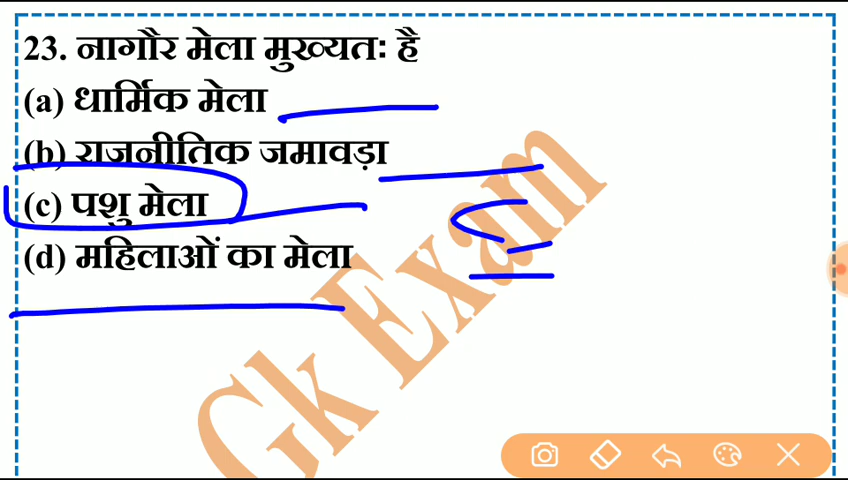 23. नागौर मेला मुख्यतः है
(a) धार्मिक मेला
(b) राजनीतिक जमावड़ा
(c) पशु मेला
(d) महिलाओं का मेला
Gk Exam